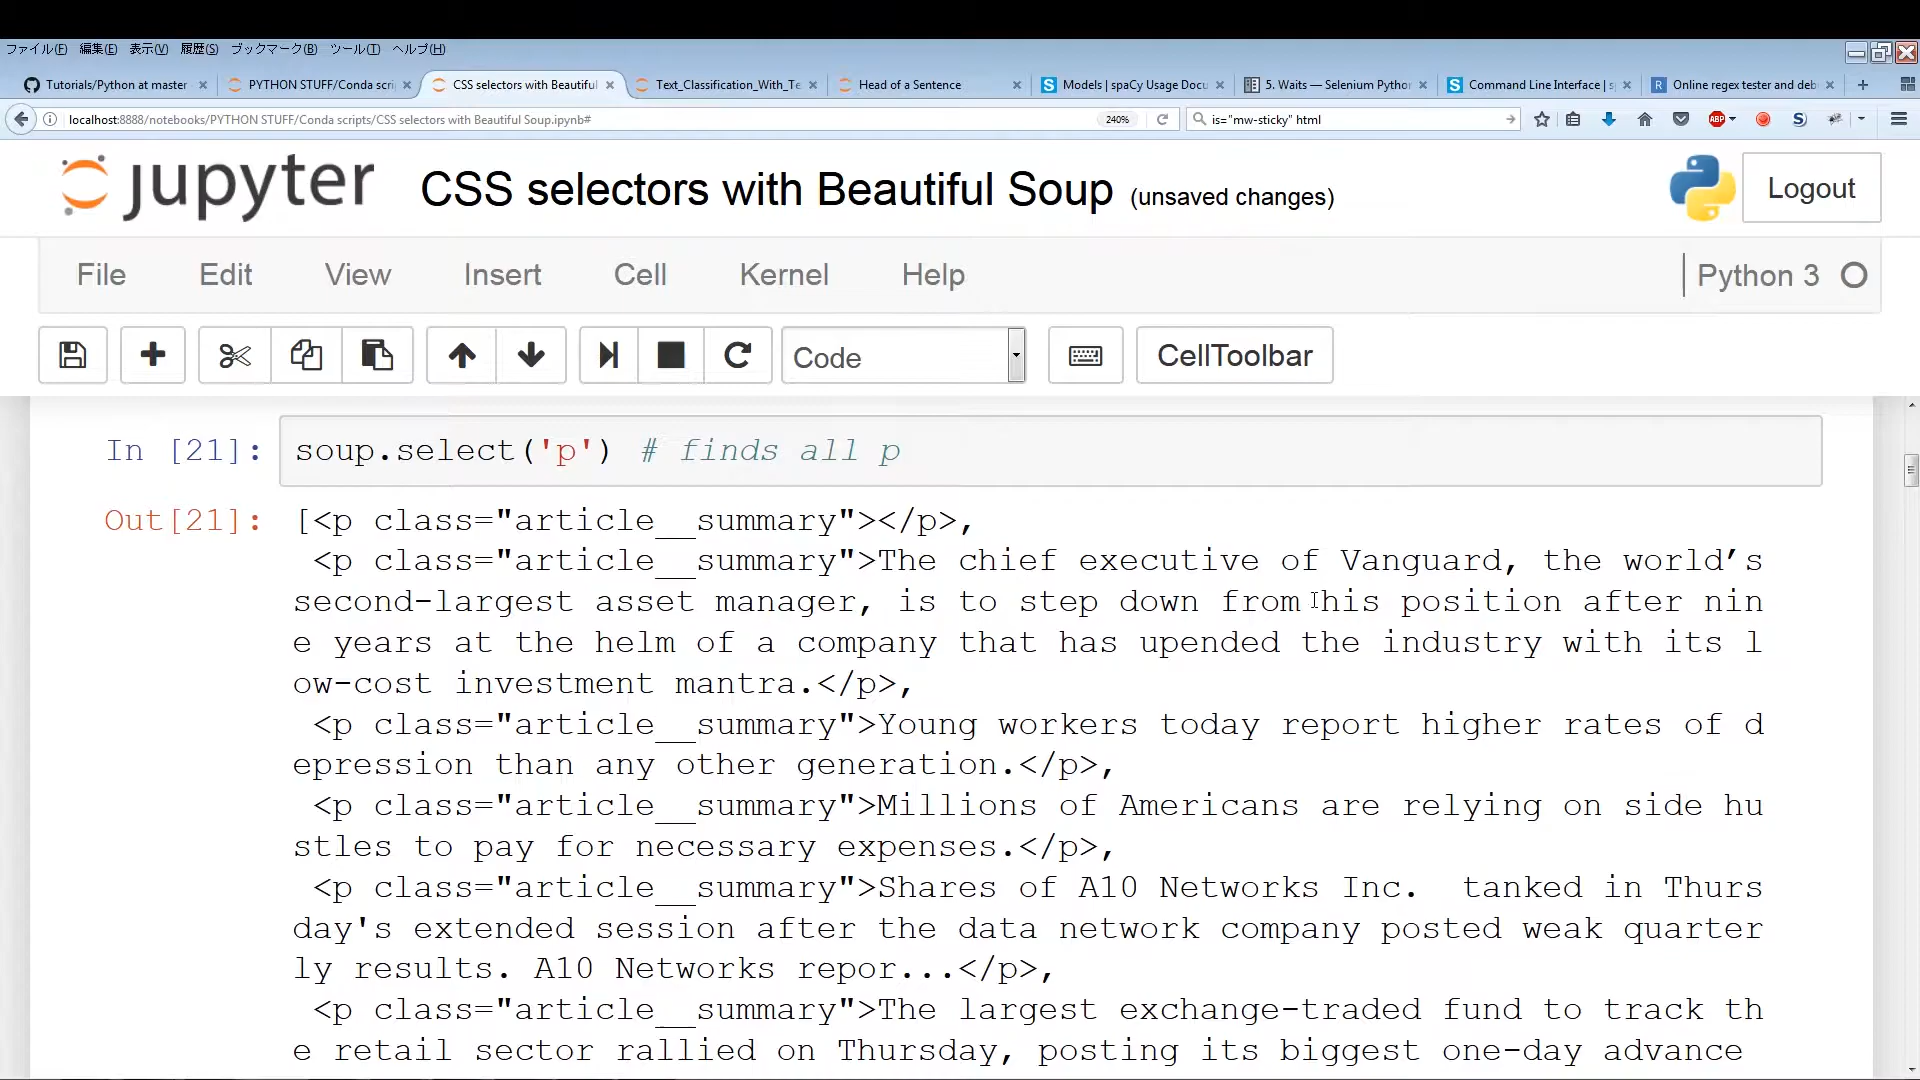 ファイル(F) 編集(E) 表示(V) 履歴(S) ブックマーク(B) ツール(T) ヘルプ(H)
Tutorials/Python at master PYTHON STUFF/Conda scri CSS selectors with Beautiful Text_Classification_With_Te Head of a Sentence Models | spaCy Usage Docu 5. Waits — Selenium Python Command Line Interface | s Online regex tester and deb
localhost:8888/notebooks/PYTHON STUFF/Conda scripts/CSS selectors with Beautiful Soup.ipynb# 240% is="mw-sticky" html ABP
jupyter CSS selectors with Beautiful Soup (unsaved changes) Logout
File Edit View Insert Cell Kernel Help Python 3
Code CellToolbar
In [21]: soup.select('p') # finds all p
Out[21]: [<p class="article__summary"></p>,
<p class="article__summary">The chief executive of Vanguard, the world’s
second-largest asset manager, is to step down from his position after nin
e years at the helm of a company that has upended the industry with its l
ow-cost investment mantra.</p>,
<p class="article__summary">Young workers today report higher rates of d
epression than any other generation.</p>,
<p class="article__summary">Millions of Americans are relying on side hu
stles to pay for necessary expenses.</p>,
<p class="article__summary">Shares of A10 Networks Inc.  tanked in Thurs
day's extended session after the data network company posted weak quarter
ly results. A10 Networks repor...</p>,
<p class="article__summary">The largest exchange-traded fund to track th
e retail sector rallied on Thursday, posting its biggest one-day advance